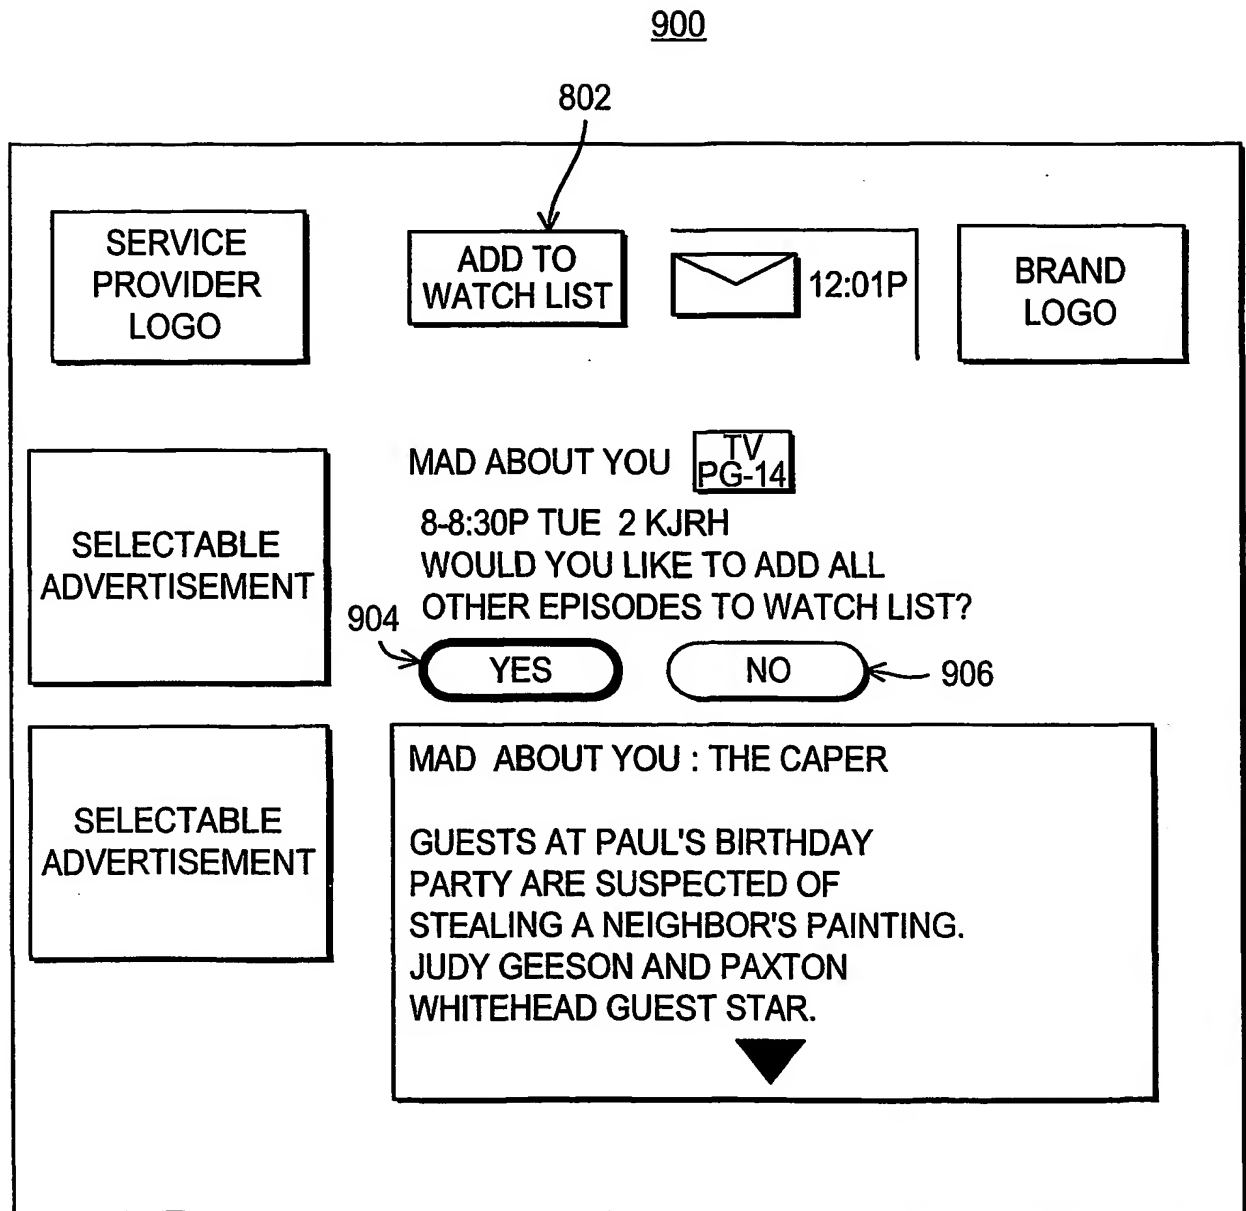 900
802
SERVICE
PROVIDER
LOGO
ADD TO
WATCH LIST
12:01P
BRAND
LOGO
MAD ABOUT YOU
TV
PG-14
8-8:30P TUE 2 KJRH
WOULD YOU LIKE TO ADD ALL
OTHER EPISODES TO WATCH LIST?
904
YES
NO
906
SELECTABLE
ADVERTISEMENT
SELECTABLE
ADVERTISEMENT
MAD ABOUT YOU : THE CAPER
GUESTS AT PAUL'S BIRTHDAY
PARTY ARE SUSPECTED OF
STEALING A NEIGHBOR'S PAINTING.
JUDY GEESON AND PAXTON
WHITEHEAD GUEST STAR.